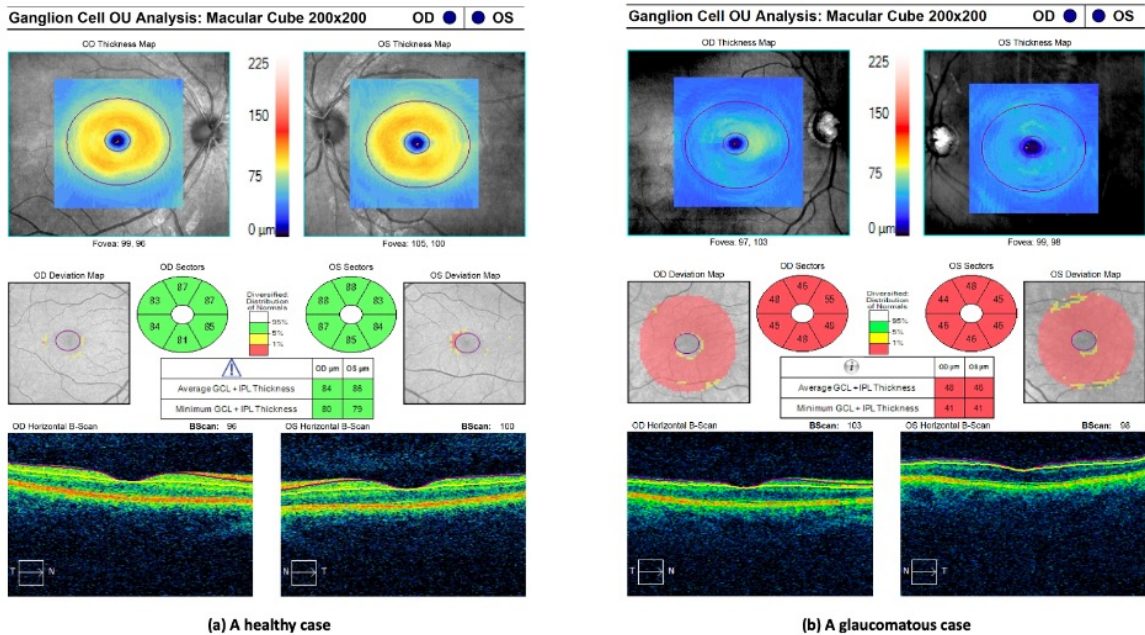 Ganglion Cell OU Analysis: Macular Cube 200x200 OD OS
OD Thickness Map
OS Thickness Map
225
150
75
0 µm
Fovea: 99, 96
Fovea: 105, 100
OD Deviation Map
OD Sectors
OS Sectors
OS Deviation Map
87
83 87
84 85
81
Diversified:
Distribution
of Normals
95%
5%
1%
88
88 83
87 84
85
OD µm OS µm
Average GCL + IPL Thickness 84 86
Minimum GCL + IPL Thickness 80 79
OD Horizontal B-Scan BScan: 96
OS Horizontal B-Scan BScan: 100
T N
N T
(a) A healthy case
Ganglion Cell OU Analysis: Macular Cube 200x200 OD OS
OD Thickness Map
OS Thickness Map
225
150
75
0 µm
Fovea: 97, 103
Fovea: 99, 98
OD Deviation Map
OD Sectors
OS Sectors
OS Deviation Map
46
48 55
45 48
46
Diversified:
Distribution
of Normals
95%
5%
1%
48
44 45
46 46
46
i
OD µm OS µm
Average GCL + IPL Thickness 48 46
Minimum GCL + IPL Thickness 41 41
OD Horizontal B-Scan BScan: 103
OS Horizontal B-Scan BScan: 98
T N
N T
(b) A glaucomatous case